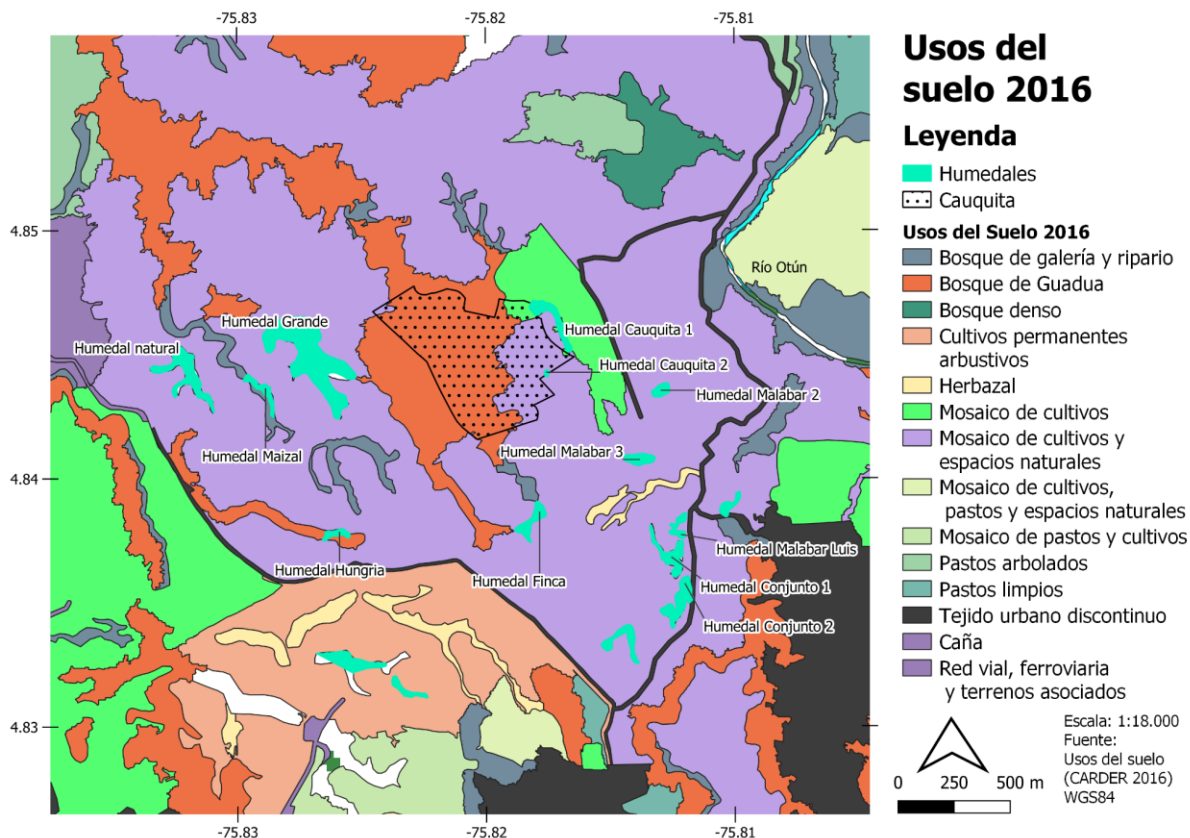 -75.83
-75.82
-75.81
4.85
4.84
4.83
-75.83
-75.82
-75.81
Río Otún
Humedal Grande
Humedal natural
Humedal Cauquita 1
Humedal Cauquita 2
Humedal Malabar 2
Humedal Maizal
Humedal Malabar 3
Humedal Malabar Luis
Humedal Hungria
Humedal Finca
Humedal Conjunto 1
Humedal Conjunto 2
Usos del
suelo 2016
Leyenda
Humedales
Cauquita
Usos del Suelo 2016
Bosque de galería y ripario
Bosque de Guadua
Bosque denso
Cultivos permanentes
arbustivos
Herbazal
Mosaico de cultivos
Mosaico de cultivos y
espacios naturales
Mosaico de cultivos,
pastos y espacios naturales
Mosaico de pastos y cultivos
Pastos arbolados
Pastos limpios
Tejido urbano discontinuo
Caña
Red vial, ferroviaria
y terrenos asociados
0 250 500 m
Escala: 1:18.000
Fuente:
Usos del suelo
(CARDER 2016)
WGS84